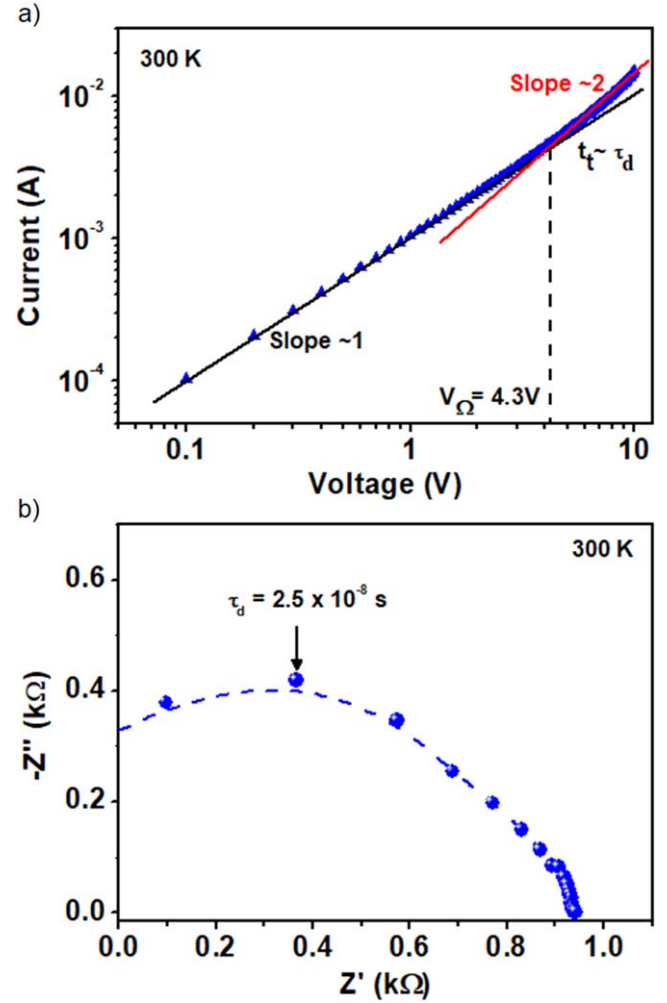 a)
300 K
Slope ~2
tₜ~ τ_d
Slope ~1
V_Ω= 4.3V
10⁻²
10⁻³
10⁻⁴
Current (A)
0.1
1
10
Voltage (V)
b)
300 K
τ_d = 2.5 x 10⁻⁸ s
0.6
0.4
0.2
0.0
-Z'' (kΩ)
0.0
0.2
0.4
0.6
0.8
1.0
Z' (kΩ)